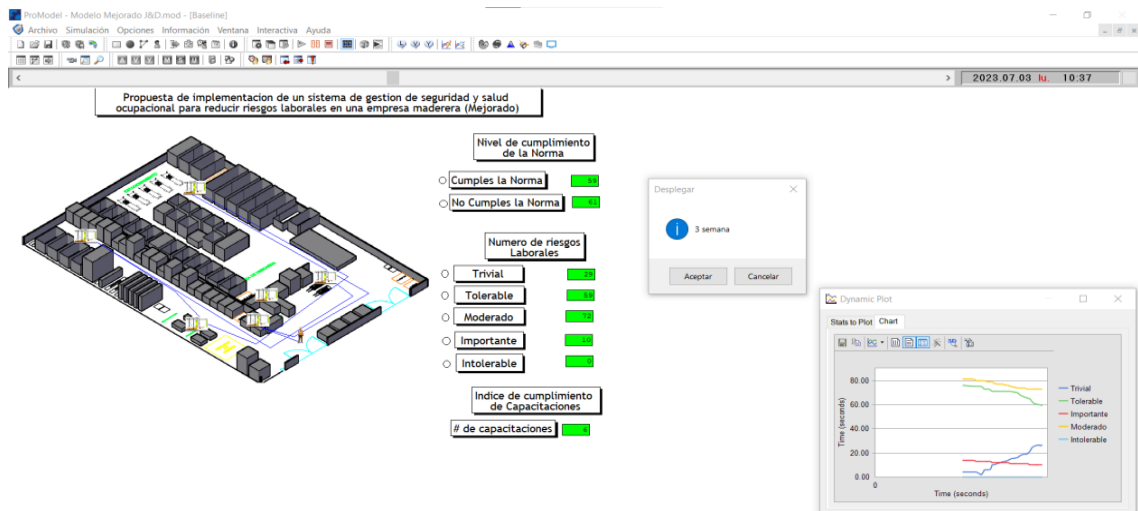 ProModel - Modelo Mejorado J&D.mod - [Baseline]
Archivo Simulación Opciones Información Ventana Interactiva Ayuda
2023.07.03 lu. 10:37
Propuesta de implementacion de un sistema de gestion de seguridad y salud
ocupacional para reducir riesgos laborales en una empresa maderera (Mejorado)
Nivel de cumplimiento
de la Norma
Cumples la Norma 59
No Cumples la Norma 61
Numero de riesgos
Laborales
Trivial
Tolerable 59
Moderado
Importante 10
Intolerable 0
Indice de cumplimiento
de Capacitaciones
# de capacitaciones 6
Desplegar
3 semana
Aceptar Cancelar
Dynamic Plot
Stats to Plot Chart
80.00
60.00
40.00
20.00
0.00
0
Time (seconds)
Time (seconds)
Trivial
Tolerable
Importante
Moderado
Intolerable